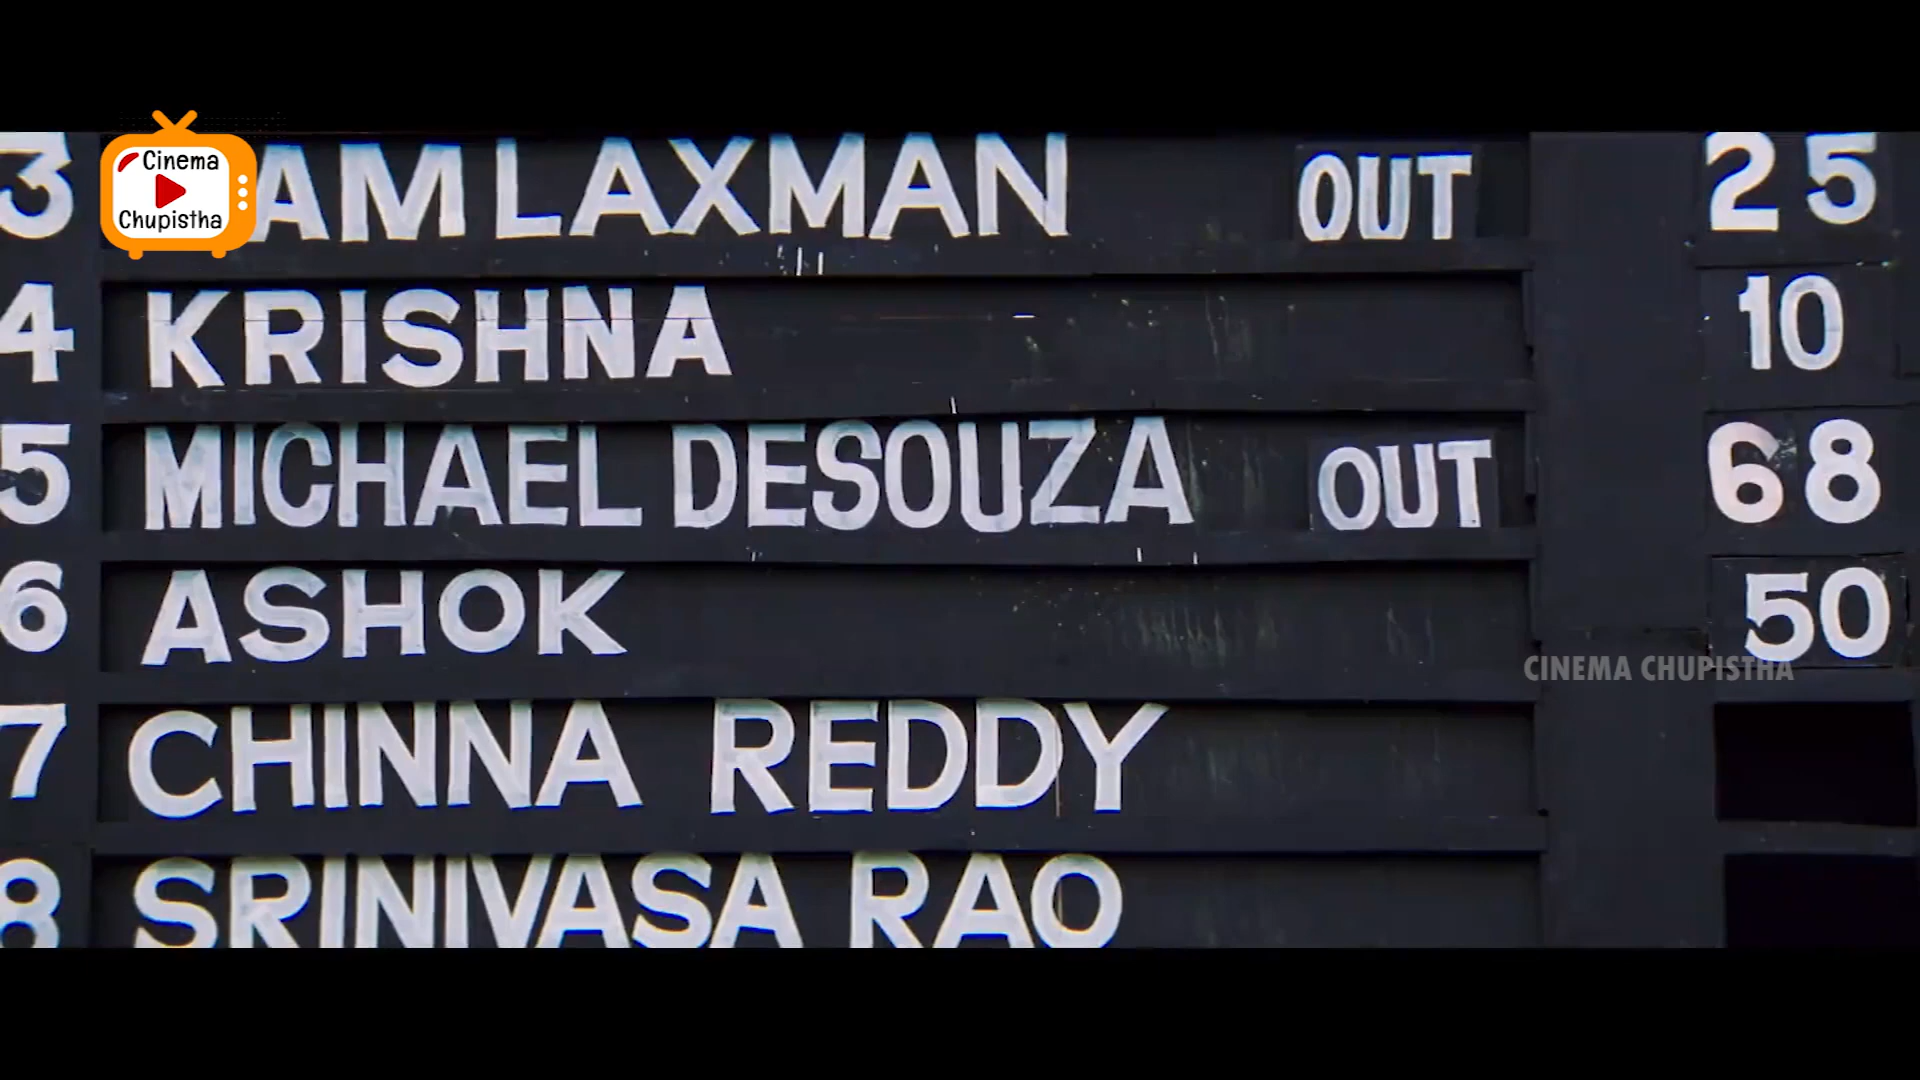 Cinema
Chupistha
3 AM LAXMAN OUT 25
4 KRISHNA 10
5 MICHAEL DESOUZA OUT 68
6 ASHOK 50
CINEMA CHUPISTHA
7 CHINNA REDDY
8 SRINIVASA RAO